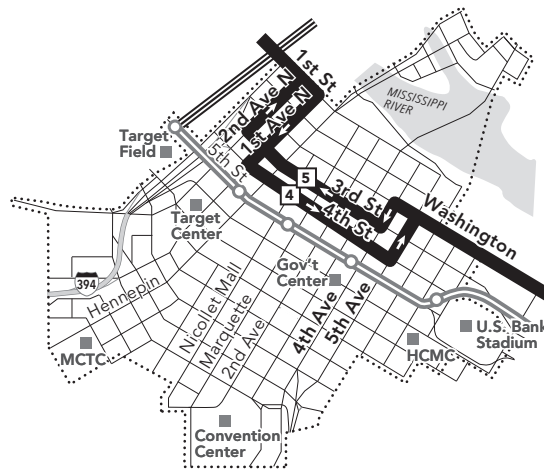 1st St
2nd Ave N
1st Ave N
5th St
MISSISSIPPI
RIVER
Target
Field
5
4
3rd St
4th St
Washington
Target
Center
Gov't
Center
394
Hennepin
Nicollet Mall
Marquette
2nd Ave
4th Ave
5th Ave
U.S. Bank
Stadium
MCTC
HCMC
Convention
Center